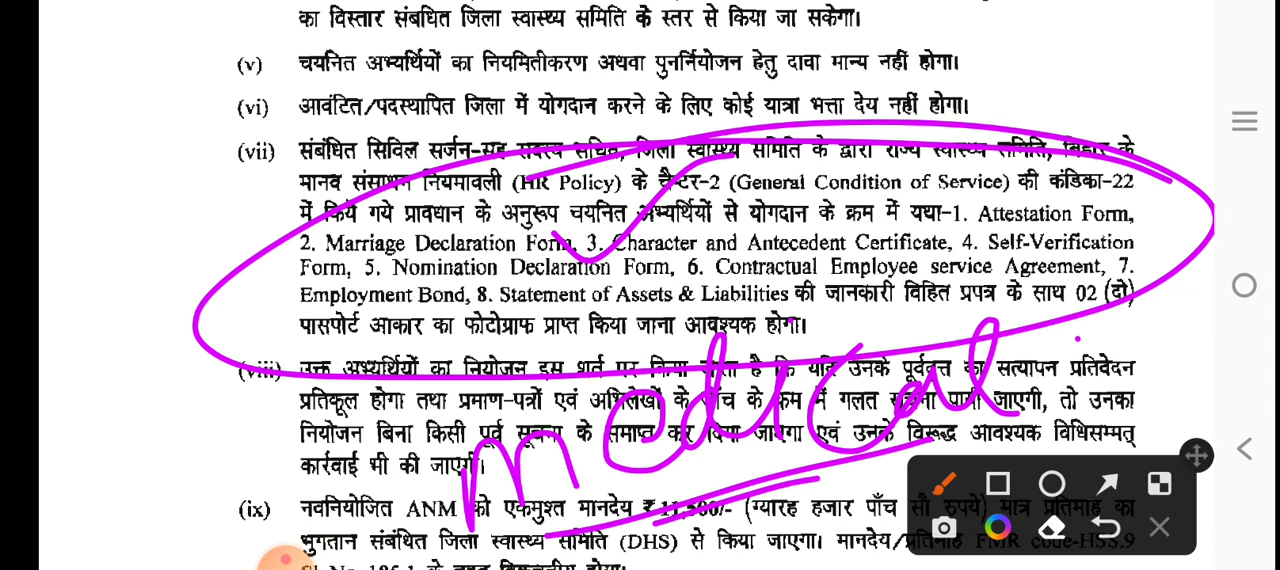 का विस्तार संबधित जिला स्वास्थ्य समिति के स्तर से किया जा सकेगा।
(v) चयनित अभ्यर्थियों का नियमितीकरण अथवा पुनर्नियोजन हेतु दावा मान्य नहीं होगा।
(vi) आवंटित/पदस्थापित जिला में योगदान करने के लिए कोई यात्रा भत्ता देय नहीं होगा।
(vii) संबंधित सिविल सर्जन-सह सदस्य सचिव, जिला स्वास्थ्य समिति के द्वारा राज्य स्वास्थ्य समिति, बिहार के
मानव संसाधन नियमावली (HR Policy) के चैप्टर-2 (General Condition of Service) की कंडिका-22
में किये गये प्रावधान के अनुरूप चयनित अभ्यर्थियों से योगदान के क्रम में यथा-1. Attestation Form,
2. Marriage Declaration Form, 3. Character and Antecedent Certificate, 4. Self-Verification
Form, 5. Nomination Declaration Form, 6. Contractual Employee service Agreement, 7.
Employment Bond, 8. Statement of Assets & Liabilities की जानकारी विहित प्रपत्र के साथ 02 (दो)
पासपोर्ट आकार का फोटोग्राफ प्राप्त किया जाना आवश्यक होगा।
(viii) उक्त अभ्यर्थियों का नियोजन इस शर्त पर किया जाता है कि यदि उनके पूर्ववृत्त का सत्यापन प्रतिवेदन
प्रतिकूल होगा तथा प्रमाण-पत्रों एवं अभिलेखों के जाँच के क्रम में गलत सूचना पायी जाएगी, तो उनका
नियोजन बिना किसी पूर्व सूचना के समाप्त कर दिया जायेगा एवं उनके विरूद्ध आवश्यक विधिसम्मत्
कार्रवाई भी की जाएगी।
medical
(ix) नवनियोजित ANM को एकमुश्त मानदेय ₹ 11,500/- (ग्यारह हजार पाँच सौ रुपये) मात्र प्रतिमाह का
भुगतान संबंधित जिला स्वास्थ्य समिति (DHS) से किया जाएगा। मानदेय/प्रतिमाह FMR code-HSS.9